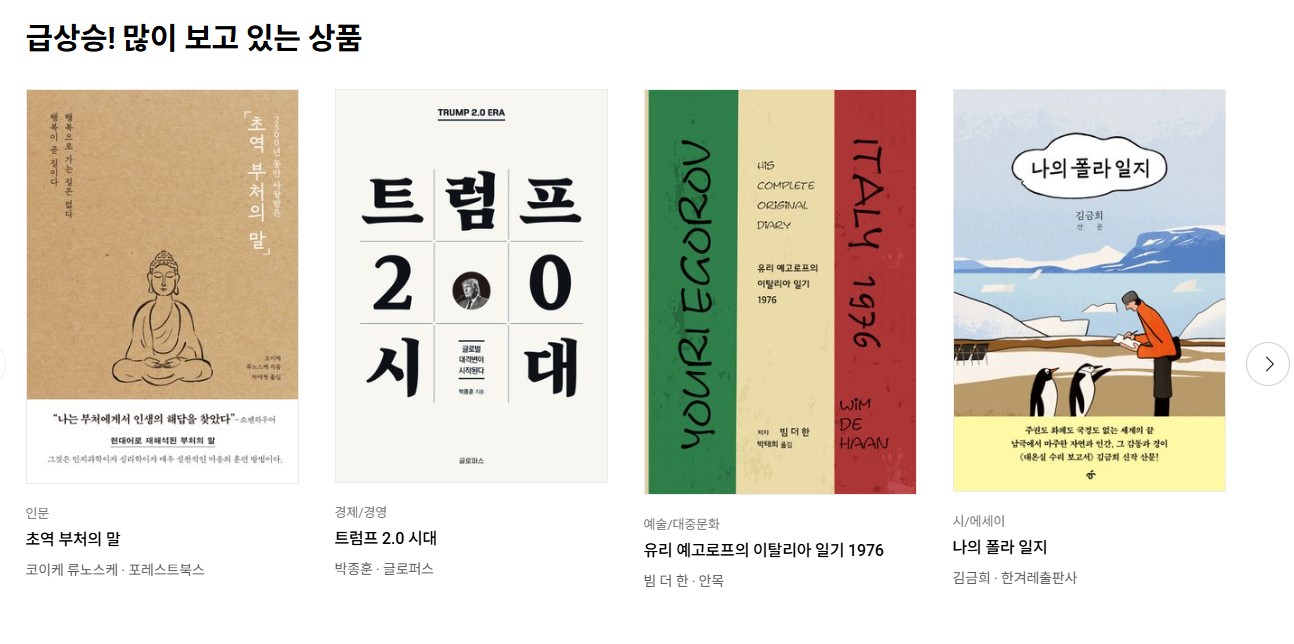 급상승! 많이 보고 있는 상품
행복으로 가는 길은 없다
행복이 곧 길이다
2500년 동안 사랑받은
「초역 부처의 말」
코이케
류노스케 지음
박재현 옮김
“나는 부처에게서 인생의 해답을 찾았다” - 쇼펜하우어
현대어로 재해석된 부처의 말
그것은 인지과학이자 심리학이자 매우 실천적인 마음의 훈련 방법이다.
인문
초역 부처의 말
코이케 류노스케 · 포레스트북스
TRUMP 2.0 ERA
트럼프
2.0
시대
글로벌
대격변이
시작된다
박종훈 지음
글로퍼스
경제/경영
트럼프 2.0 시대
박종훈 · 글로퍼스
YOURI EGOROV
HIS
COMPLETE
ORIGINAL
DIARY
유리 예고로프의
이탈리아 일기
1976
저자 빔 더 한
박태희 옮김
ITALY 1976
WIM
DE
HAAN
예술/대중문화
유리 예고로프의 이탈리아 일기 1976
빔 더 한 · 안목
나의 폴라 일지
김금희
산문
주권도 화폐도 국경도 없는 세계의 끝
남극에서 마주한 자연과 인간, 그 감동과 경이
《대온실 수리 보고서》 김금희 신작 산문!
시/에세이
나의 폴라 일지
김금희 · 한겨레출판사